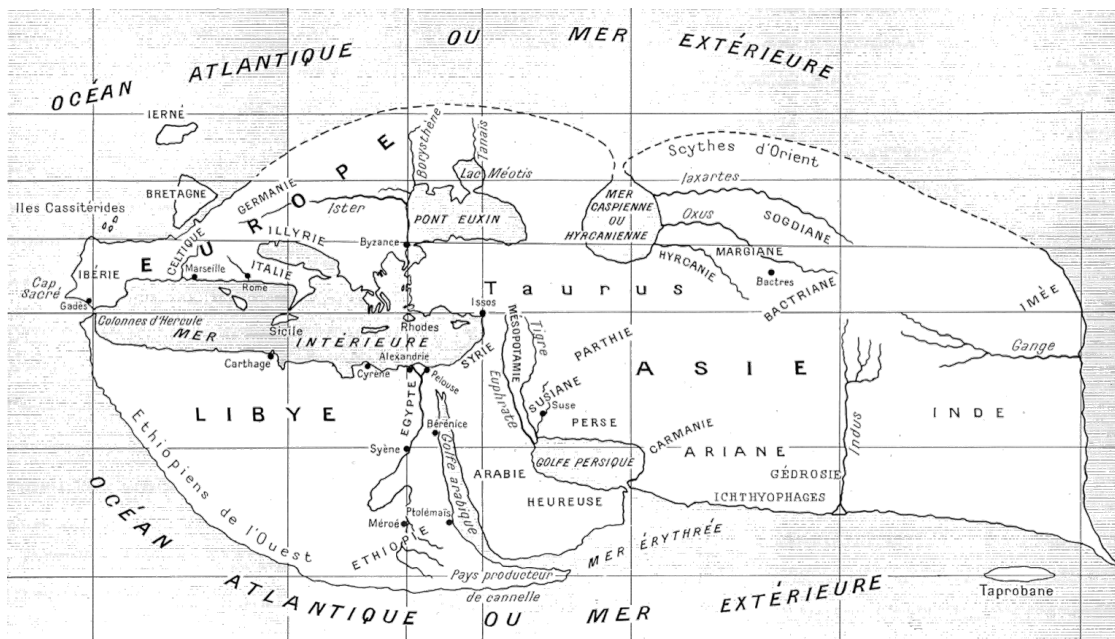 OCÉAN ATLANTIQUE OU MER EXTÉRIEURE
IERNÉ
BRETAGNE
Iles Cassitérides
GERMANIE
EUROPE
Borysthène
Tanaïs
Lac Méotis
Scythes d'Orient
Iaxartes
Ister
PONT EUXIN
MER
CASPIENNE
OU
HYRCANIENNE
Oxus
SOGDIANE
CELTIQUE
ILLYRIE
Byzance
MARGIANE
HYRCANIE
Bactres
BACTRIANE
IBÉRIE
Marseille
ITALIE
Rome
Cap
Sacré
Gadès
Taurus
IMÈE
Issos
Colonnes d'Hercule
Sicile
Rhodes
MER INTÉRIEURE
MÉSOPOTAMIE
Tigre
PARTHIE
Gange
Carthage
Alexandrie
Cyrène
Pelouse
SYRIE
Euphrate
SUSIANE
Suse
ASIE
LIBYE
EGYPTE
Bérénice
PERSE
CARMANIE
INDE
Indus
Syène
Golfe arabique
ARABIE
HEUREUSE
GOLFE PERSIQUE
ARIANE
GÉDROSIE
ICHTHYOPHAGES
Ethiopiens de l'Ouest
Méroé
Ptolémaïs
ETHIOPIE
MER ÉRYTHRÉE
Pays producteur
de cannelle
Taprobane
OCÉAN ATLANTIQUE OU MER EXTÉRIEURE